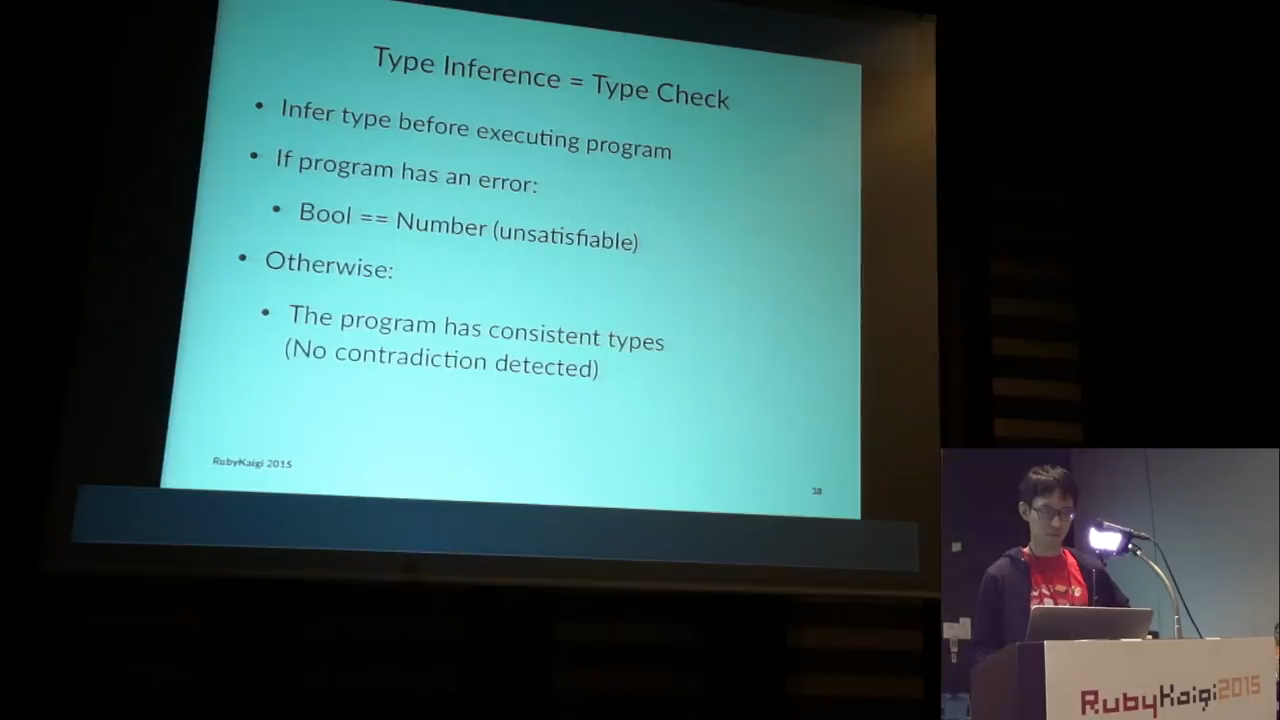 Type Inference = Type Check
• Infer type before executing program
• If program has an error:
• Bool == Number (unsatisfiable)
• Otherwise:
• The program has consistent types
(No contradiction detected)
RubyKaigi 2015
38
RubyKaigi2015